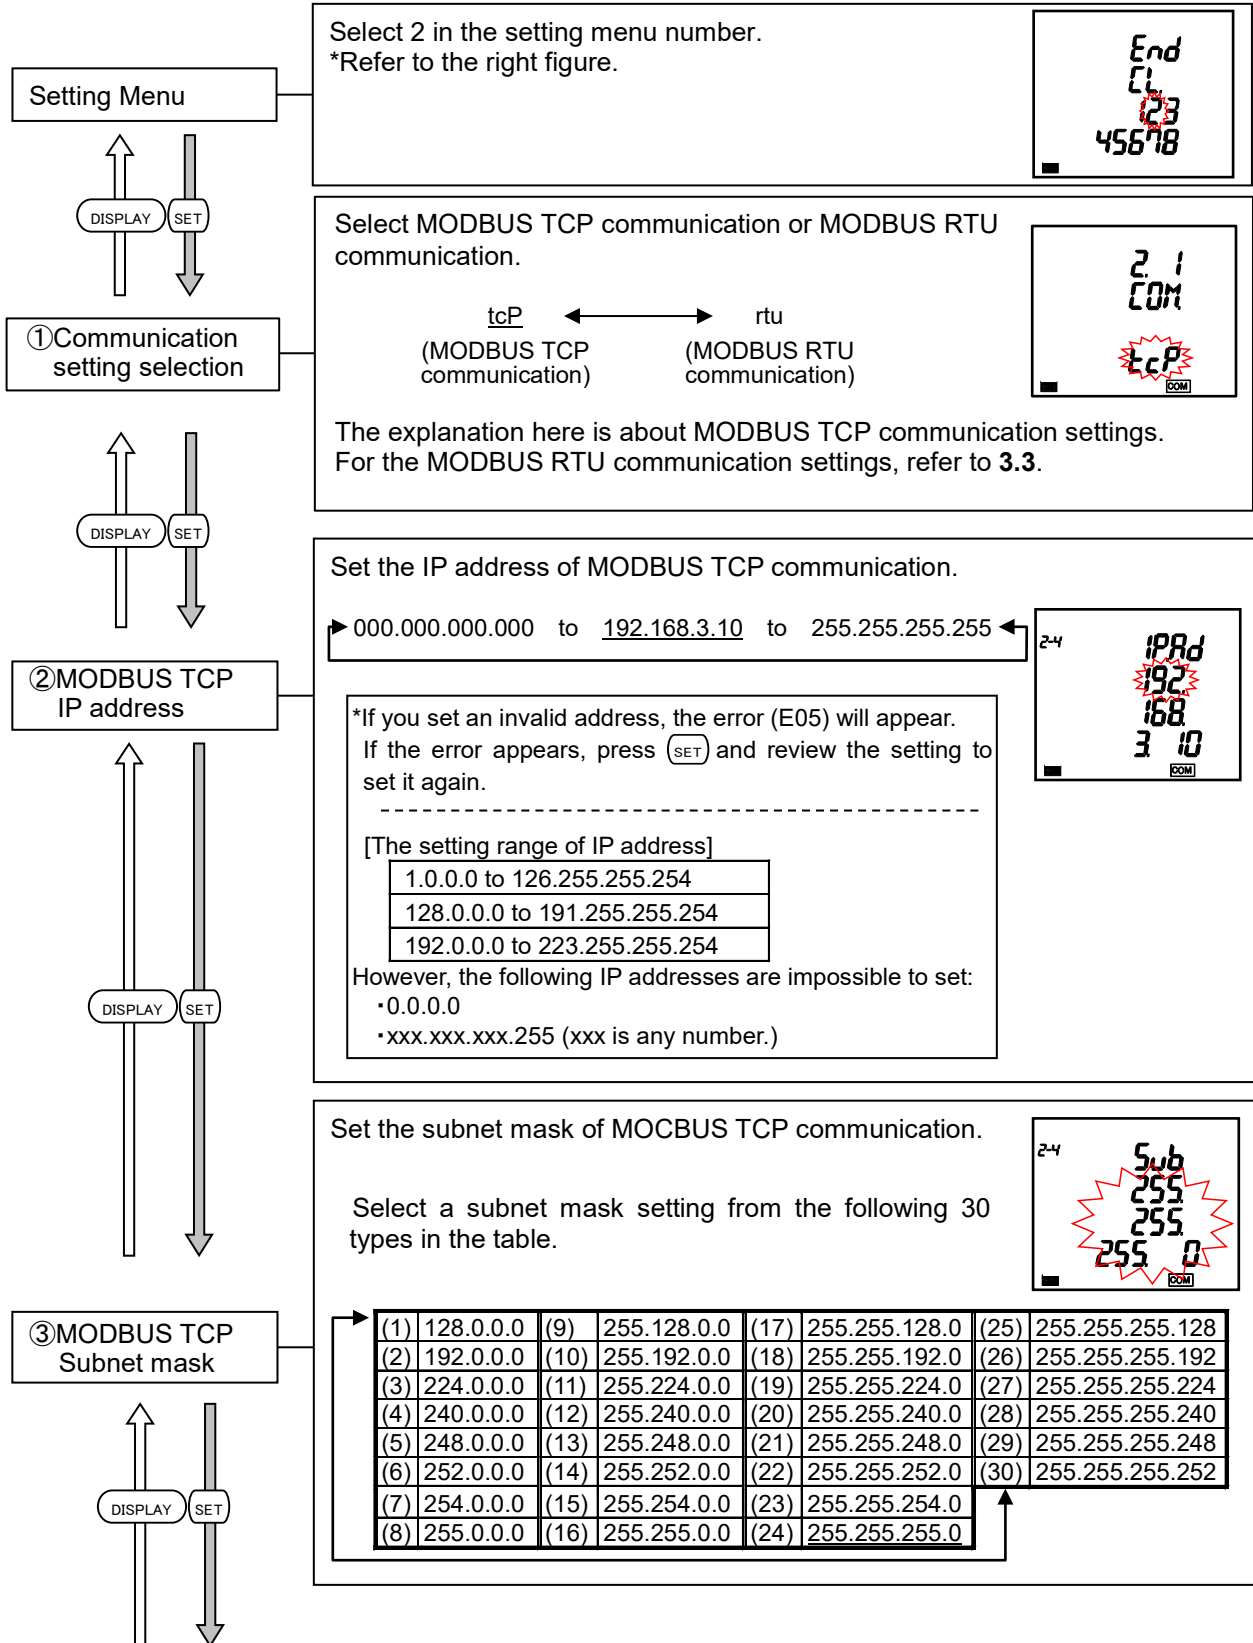 Setting Menu
Select 2 in the setting menu number.
*Refer to the right figure.
End
CL.
123
45678
DISPLAY
SET
①Communication
setting selection
Select MODBUS TCP communication or MODBUS RTU
communication.
tcP
rtu
(MODBUS TCP
communication)
(MODBUS RTU
communication)
The explanation here is about MODBUS TCP communication settings.
For the MODBUS RTU communication settings, refer to 3.3.
2. 1
COM.
tcP
COM
DISPLAY
SET
②MODBUS TCP
IP address
Set the IP address of MODBUS TCP communication.
000.000.000.000 to 192.168.3.10 to 255.255.255.255
*If you set an invalid address, the error (E05) will appear.
If the error appears, press SET and review the setting to
set it again.
[The setting range of IP address]
1.0.0.0 to 126.255.255.254
128.0.0.0 to 191.255.255.254
192.0.0.0 to 223.255.255.254
However, the following IP addresses are impossible to set:
・0.0.0.0
・xxx.xxx.xxx.255 (xxx is any number.)
2-4
IPAd
192.
168.
3. 10
COM
DISPLAY
SET
③MODBUS TCP
Subnet mask
Set the subnet mask of MOCBUS TCP communication.
Select a subnet mask setting from the following 30
types in the table.
2-4
Sub
255.
255.
255. 0
COM
(1) 128.0.0.0 (9) 255.128.0.0 (17) 255.255.128.0 (25) 255.255.255.128
(2) 192.0.0.0 (10) 255.192.0.0 (18) 255.255.192.0 (26) 255.255.255.192
(3) 224.0.0.0 (11) 255.224.0.0 (19) 255.255.224.0 (27) 255.255.255.224
(4) 240.0.0.0 (12) 255.240.0.0 (20) 255.255.240.0 (28) 255.255.255.240
(5) 248.0.0.0 (13) 255.248.0.0 (21) 255.255.248.0 (29) 255.255.255.248
(6) 252.0.0.0 (14) 255.252.0.0 (22) 255.255.252.0 (30) 255.255.255.252
(7) 254.0.0.0 (15) 255.254.0.0 (23) 255.255.254.0
(8) 255.0.0.0 (16) 255.255.0.0 (24) 255.255.255.0
DISPLAY
SET